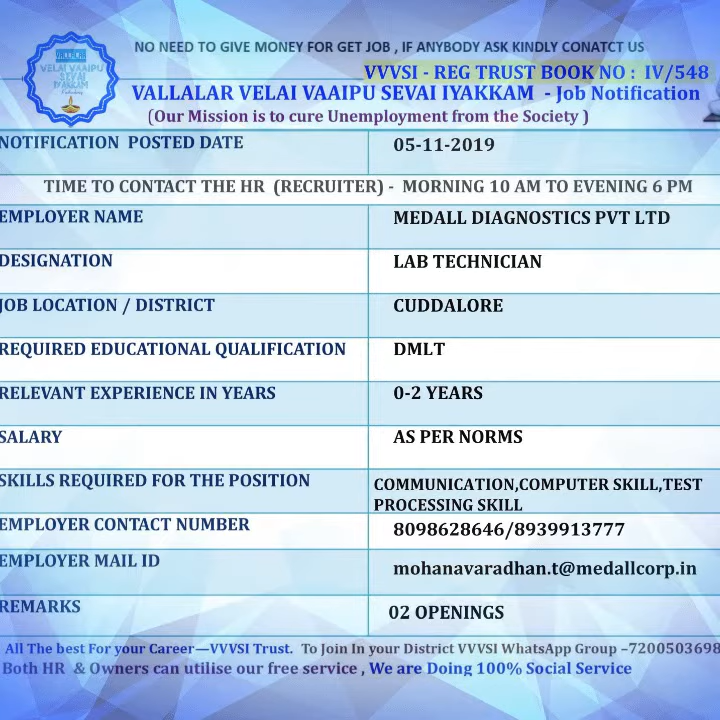 NO NEED TO GIVE MONEY FOR GET JOB , IF ANYBODY ASK KINDLY CONATCT US
VVVSI - REG TRUST BOOK NO : IV/548
VALLALAR
VELAI VAAIPU
SEVAI
IYAKKAM
VALLALAR VELAI VAAIPU SEVAI IYAKKAM - Job Notification
(Our Mission is to cure Unemployment from the Society )
NOTIFICATION POSTED DATE 05-11-2019
TIME TO CONTACT THE HR (RECRUITER) - MORNING 10 AM TO EVENING 6 PM
EMPLOYER NAME MEDALL DIAGNOSTICS PVT LTD
DESIGNATION LAB TECHNICIAN
JOB LOCATION / DISTRICT CUDDALORE
REQUIRED EDUCATIONAL QUALIFICATION DMLT
RELEVANT EXPERIENCE IN YEARS 0-2 YEARS
SALARY AS PER NORMS
SKILLS REQUIRED FOR THE POSITION COMMUNICATION,COMPUTER SKILL,TEST
PROCESSING SKILL
EMPLOYER CONTACT NUMBER 8098628646/8939913777
EMPLOYER MAIL ID mohanavaradhan.t@medallcorp.in
REMARKS 02 OPENINGS
All The best For your Career—VVVSI Trust. To Join In your District VVVSI WhatsApp Group –7200503698
Both HR & Owners can utilise our free service , We are Doing 100% Social Service